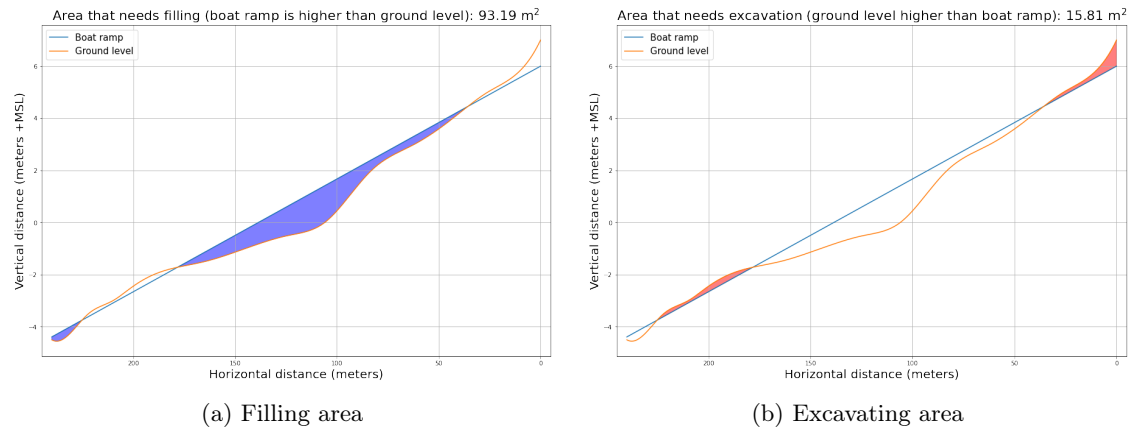 Area that needs filling (boat ramp is higher than ground level): 93.19 m²
Boat ramp
Ground level
6
4
2
0
−2
−4
Vertical distance (meters +MSL)
200
150
100
50
0
Horizontal distance (meters)
(a) Filling area
Area that needs excavation (ground level higher than boat ramp): 15.81 m²
Boat ramp
Ground level
6
4
2
0
−2
−4
Vertical distance (meters +MSL)
200
150
100
50
0
Horizontal distance (meters)
(b) Excavating area